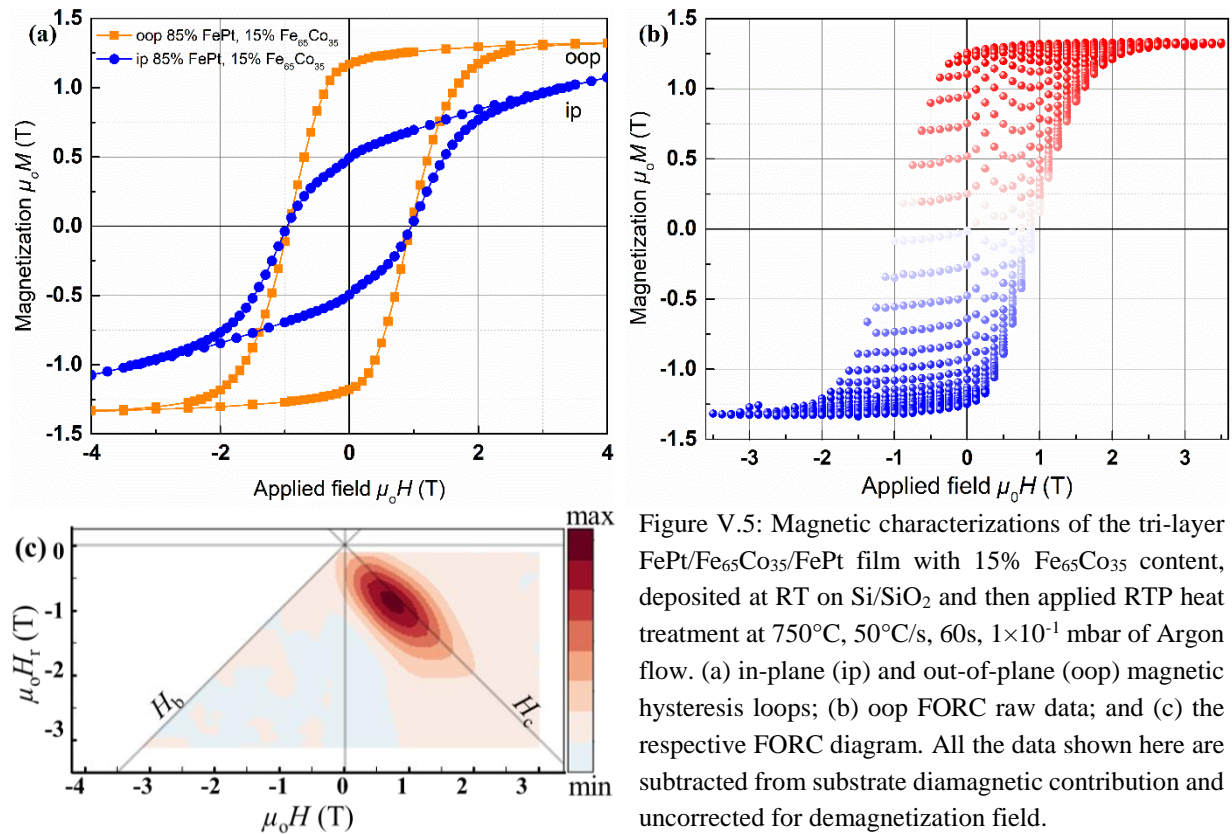 (a)
oop 85% FePt, 15% Fe₆₅Co₃₅
ip 85% FePt, 15% Fe₆₅Co₃₅
oop
ip
1.5
1.0
0.5
0.0
-0.5
-1.0
-1.5
Magnetization μₒM (T)
-4 -2 0 2 4
Applied field μₒH (T)
(b)
1.5
1.0
0.5
0.0
-0.5
-1.0
-1.5
Magnetization μₒM (T)
-3 -2 -1 0 1 2 3
Applied field μ₀H (T)
(c)
0
-1
-2
-3
μₒHᵣ (T)
H_b
H_c
-4 -3 -2 -1 0 1 2 3
μₒH (T)
max
min
Figure V.5: Magnetic characterizations of the tri-layer
FePt/Fe₆₅Co₃₅/FePt film with 15% Fe₆₅Co₃₅ content,
deposited at RT on Si/SiO₂ and then applied RTP heat
treatment at 750°C, 50°C/s, 60s, 1×10⁻¹ mbar of Argon
flow. (a) in-plane (ip) and out-of-plane (oop) magnetic
hysteresis loops; (b) oop FORC raw data; and (c) the
respective FORC diagram. All the data shown here are
subtracted from substrate diamagnetic contribution and
uncorrected for demagnetization field.